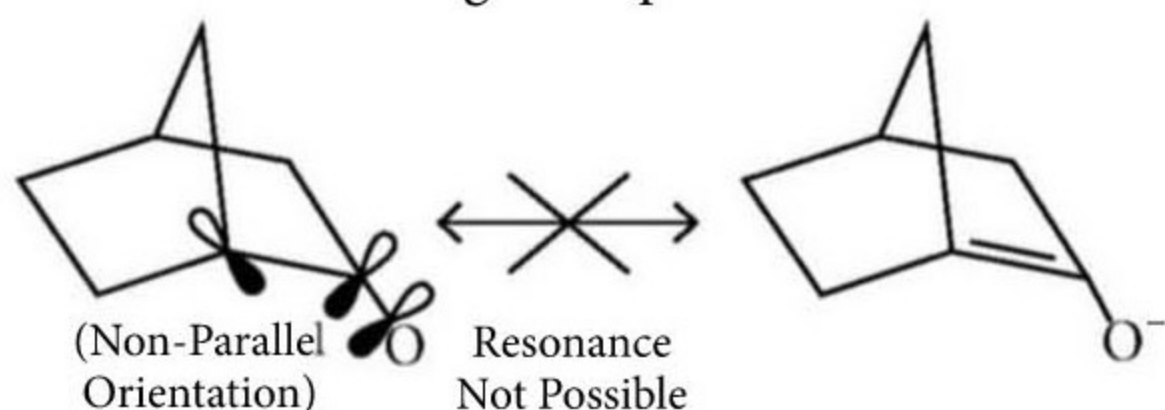 O
(Non-Parallel
Orientation)
Resonance
Not Possible
O⁻